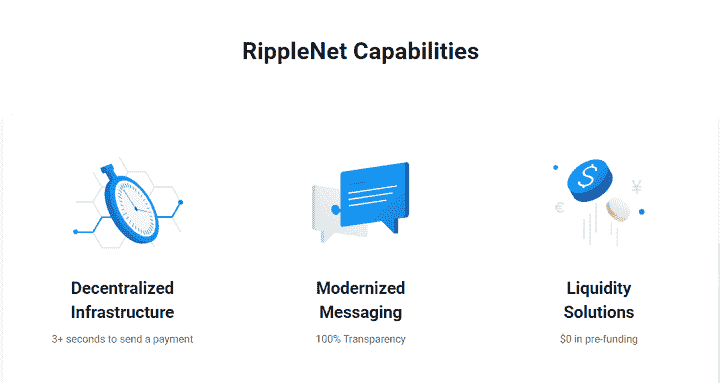 RippleNet Capabilities
$
€
¥
Decentralized
Infrastructure
3+ seconds to send a payment
Modernized
Messaging
100% Transparency
Liquidity
Solutions
$0 in pre-funding